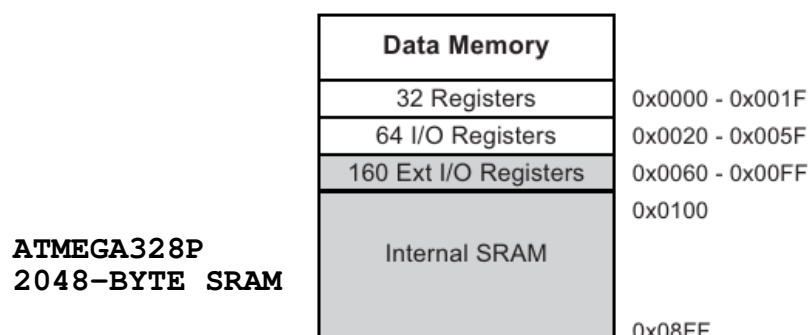 Data Memory
32 Registers 0x0000 - 0x001F
64 I/O Registers 0x0020 - 0x005F
160 Ext I/O Registers 0x0060 - 0x00FF
0x0100
ATMEGA328P
2048-BYTE SRAM
Internal SRAM
0x08FF